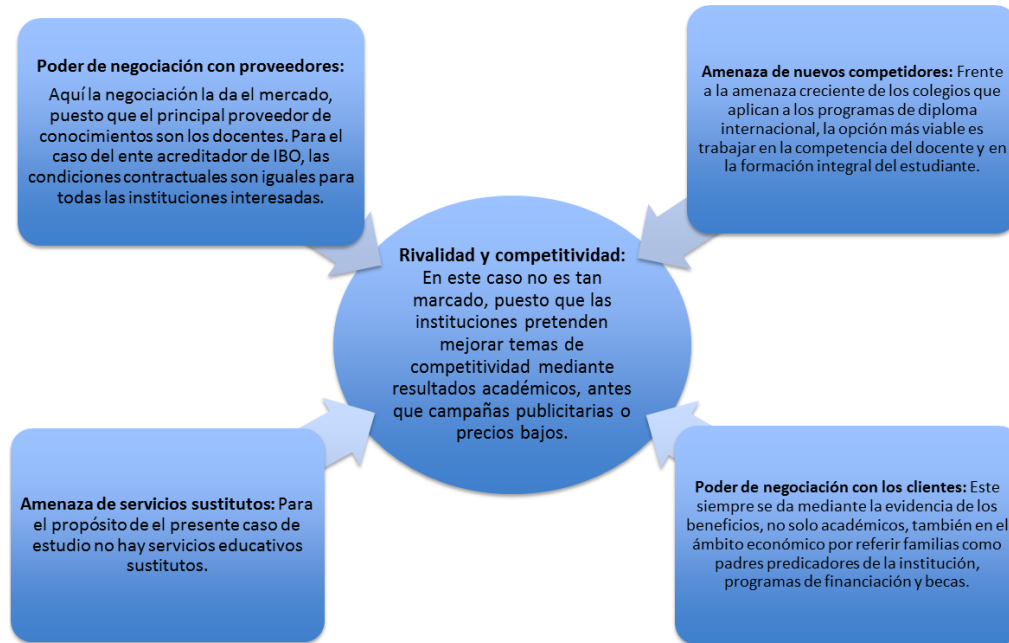 Poder de negociación con proveedores:
Aquí la negociación la da el mercado,
puesto que el principal proveedor de
conocimientos son los docentes. Para el
caso del ente acreditador de IBO, las
condiciones contractuales son iguales para
todas las instituciones interesadas.
Amenaza de nuevos competidores: Frente
a la amenaza creciente de los colegios que
aplican a los programas de diploma
internacional, la opción más viable es
trabajar en la competencia del docente y en
la formación integral del estudiante.
Rivalidad y competitividad:
En este caso no es tan
marcado, puesto que las
instituciones pretenden
mejorar temas de
competitividad mediante
resultados académicos, antes
que campañas publicitarias o
precios bajos.
Amenaza de servicios sustitutos: Para
el propósito de el presente caso de
estudio no hay servicios educativos
sustitutos.
Poder de negociación con los clientes: Este
siempre se da mediante la evidencia de los
beneficios, no solo académicos, también en el
ámbito económico por referir familias como
padres predicadores de la institución,
programas de financiación y becas.